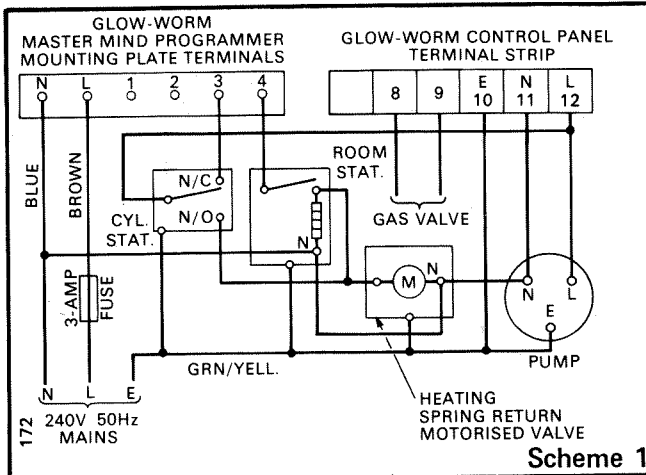 GLOW-WORM
MASTER MIND PROGRAMMER
MOUNTING PLATE TERMINALS
N L 1 2 3 4
GLOW-WORM CONTROL PANEL
TERMINAL STRIP
8 9 E 10 N 11 L 12
BLUE
BROWN
N/C
N/O
CYL.
STAT.
ROOM
STAT.
N
GAS VALVE
3-AMP
FUSE
M
N
N L
E
PUMP
GRN/YELL.
N L E
240V 50Hz
MAINS
HEATING
SPRING RETURN
MOTORISED VALVE
172
Scheme 1